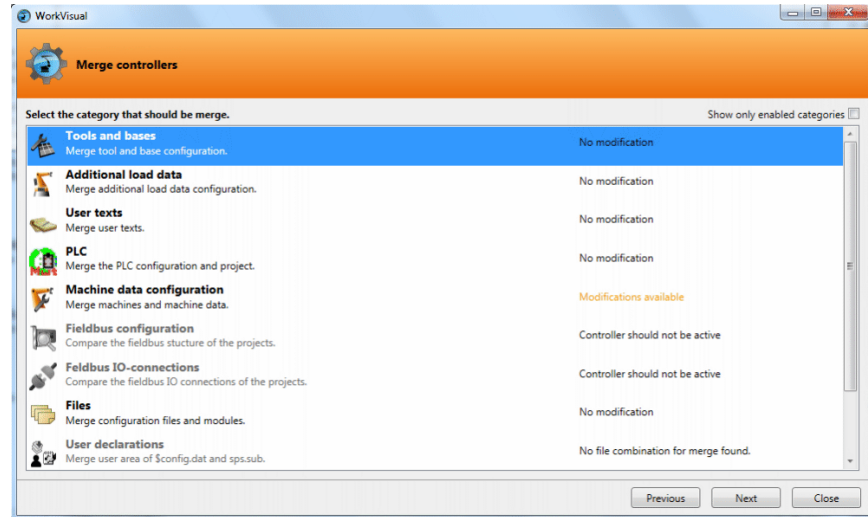 WorkVisual
Merge controllers
Select the category that should be merge.
Show only enabled categories
Tools and bases
Merge tool and base configuration.
No modification
Additional load data
Merge additional load data configuration.
No modification
User texts
Merge user texts.
No modification
PLC
Merge the PLC configuration and project.
No modification
Machine data configuration
Merge machines and machine data.
Modifications available
Fieldbus configuration
Compare the fieldbus stucture of the projects.
Controller should not be active
Feldbus IO-connections
Compare the fieldbus IO connections of the projects.
Controller should not be active
Files
Merge configuration files and modules.
No modification
User declarations
Merge user area of $config.dat and sps.sub.
No file combination for merge found.
Previous
Next
Close